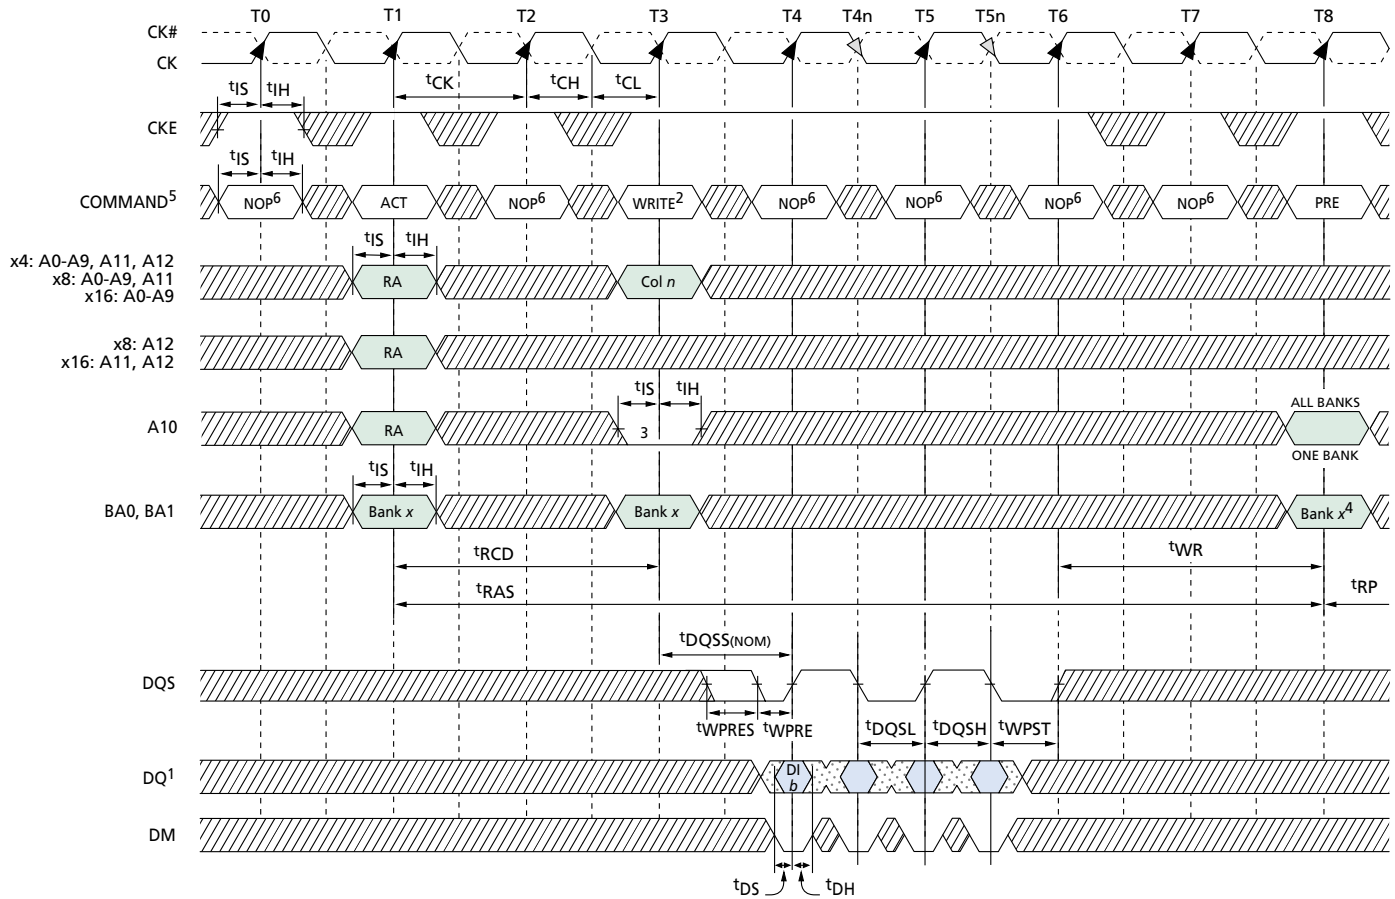 T0 T1 T2 T3 T4 T4n T5 T5n T6 T7 T8
CK#
CK
tIS tIH tCK tCH tCL
CKE
tIS tIH
COMMAND5 NOP6 ACT NOP6 WRITE2 NOP6 NOP6 NOP6 NOP6 PRE
tIS tIH
x4: A0-A9, A11, A12
x8: A0-A9, A11 RA Col n
x16: A0-A9
x8: A12
x16: A11, A12 RA
tIS tIH
ALL BANKS
A10 RA 3
ONE BANK
tIS tIH
BA0, BA1 Bank x Bank x Bank x4
tRCD tWR
tRAS tRP
tDQSS(NOM)
DQS
tWPRES tWPRE tDQSL tDQSH tWPST
DQ1 DI
b
DM
tDS tDH